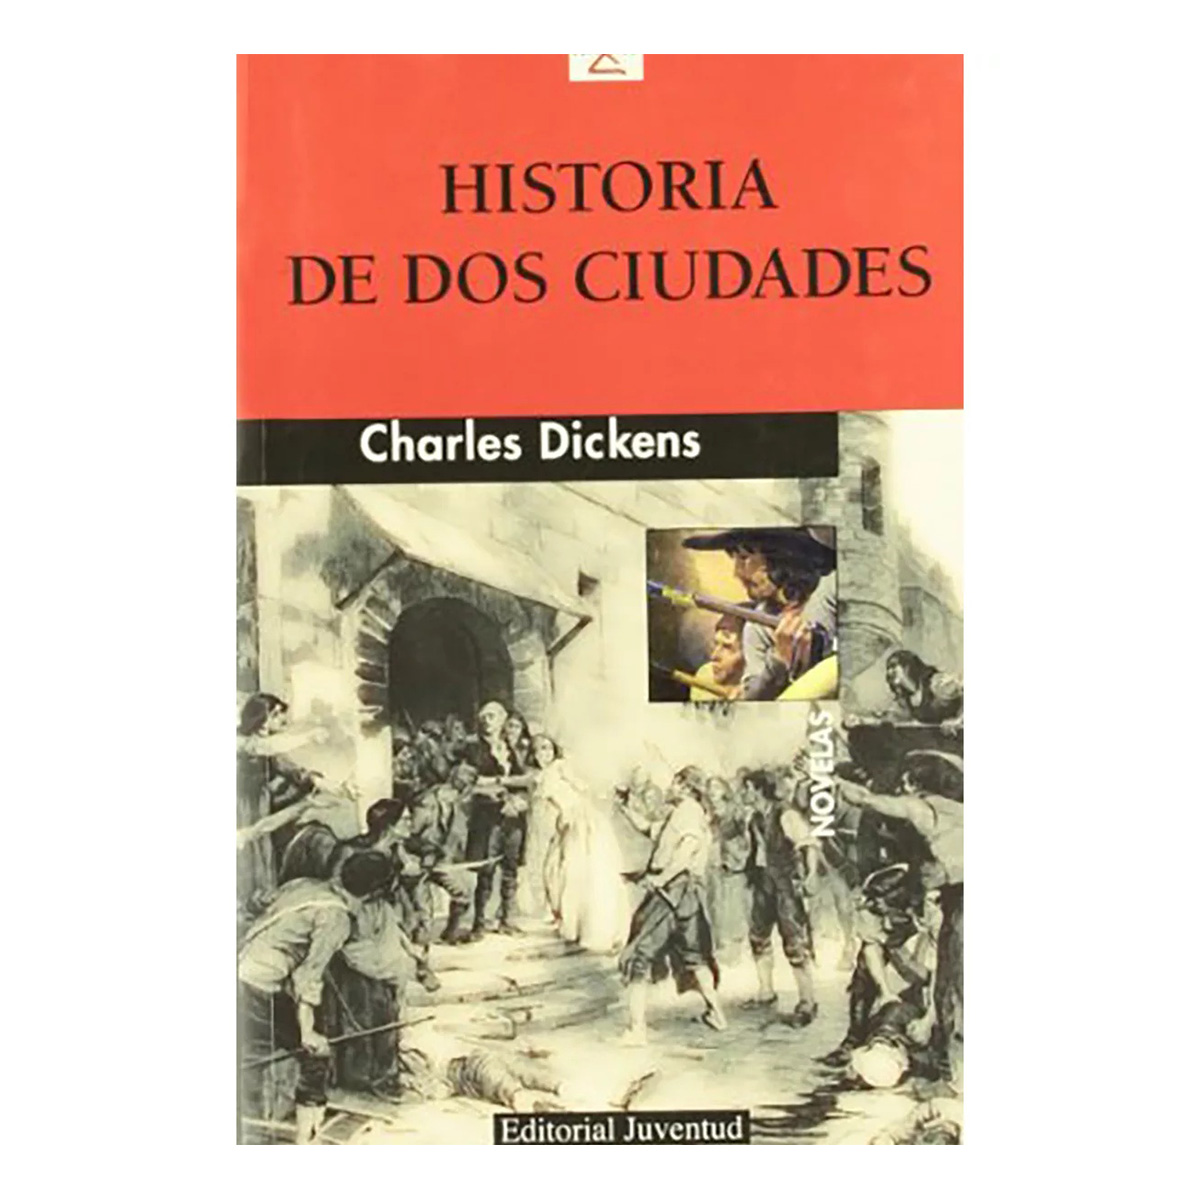 HISTORIA
DE DOS CIUDADES
Charles Dickens
NOVELAS
Editorial Juventud